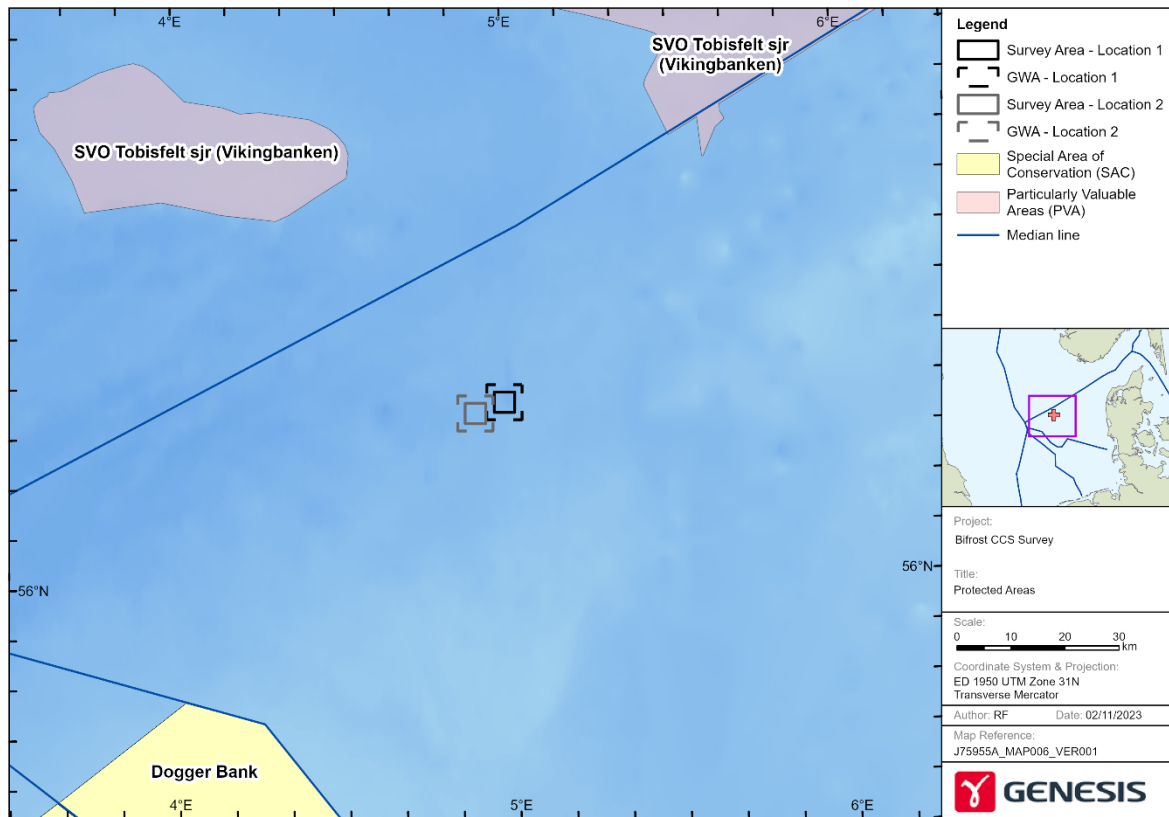 4°E
5°E
6°E
SVO Tobisfelt sjr
(Vikingbanken)
SVO Tobisfelt sjr (Vikingbanken)
56°N
56°N
Dogger Bank
4°E
5°E
6°E
Legend
Survey Area - Location 1
GWA - Location 1
Survey Area - Location 2
GWA - Location 2
Special Area of
Conservation (SAC)
Particularly Valuable
Areas (PVA)
Median line
Project:
Bifrost CCS Survey
Title:
Protected Areas
Scale:
0 10 20 30
km
Coordinate System & Projection:
ED 1950 UTM Zone 31N
Transverse Mercator
Author: RF Date: 02/11/2023
Map Reference:
J75955A_MAP006_VER001
GENESIS